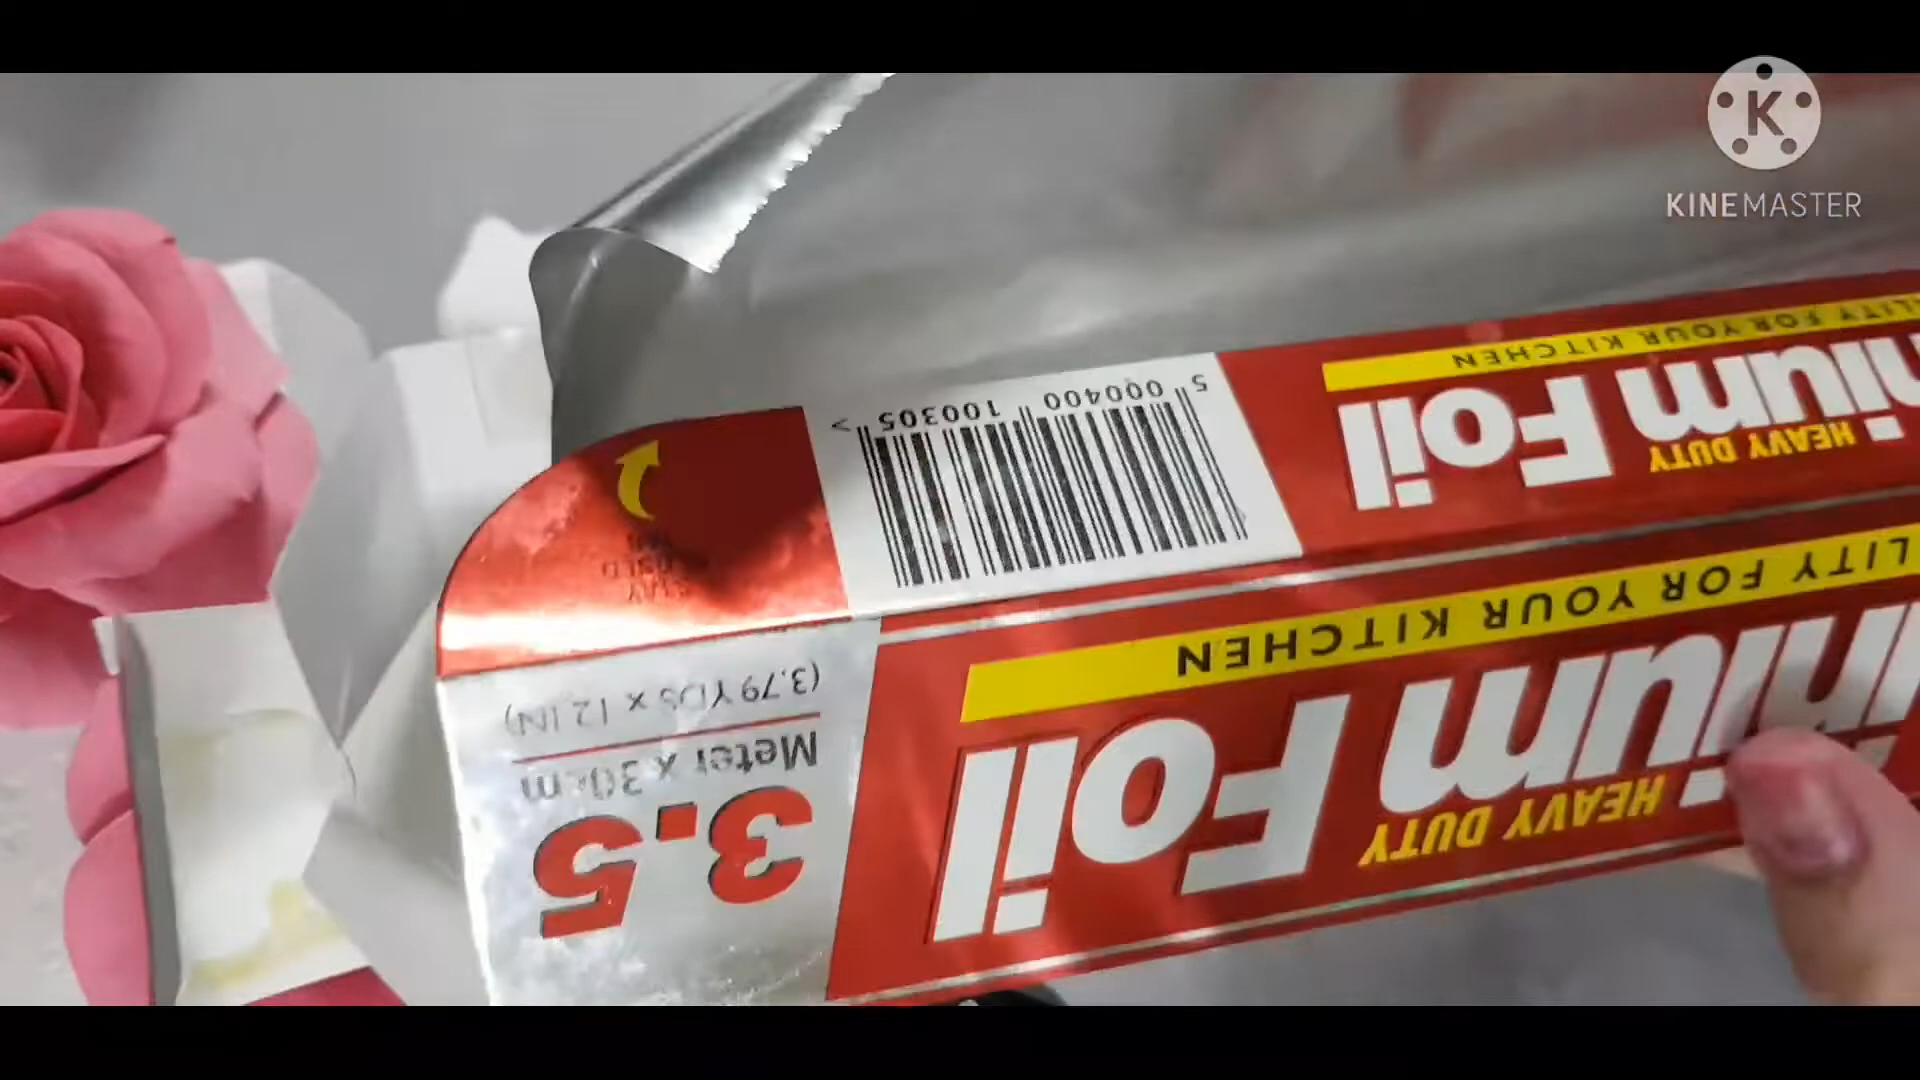 K
KINEMASTER
LITY FOR YOUR KITCHEN
nium Foil
HEAVY DUTY
5 000400 100305 >
LITY FOR YOUR KITCHEN
nium Foil
HEAVY DUTY
3.5
Meter x 30cm
(3.79 YDS x 12 IN)